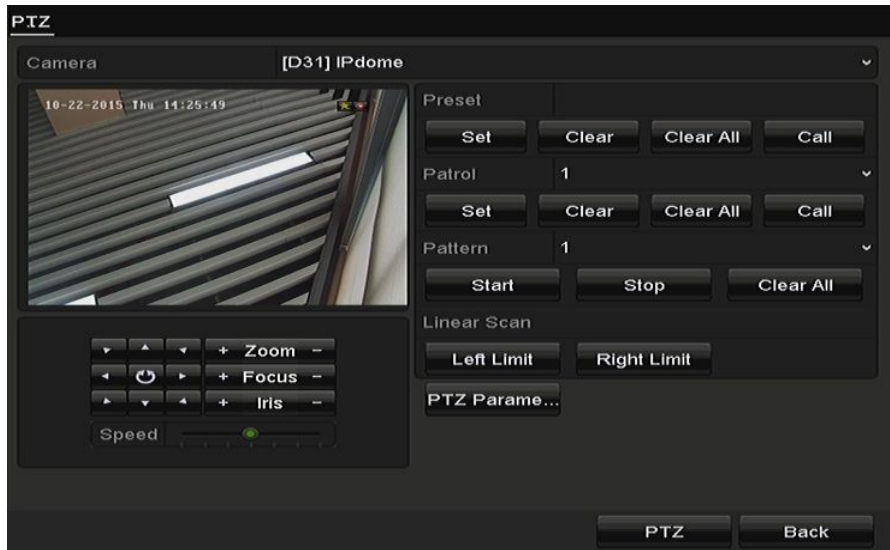 PTZ
Camera [D31] IPdome
10-22-2015 Thu 14:25:49
Preset
Set Clear Clear All Call
Patrol 1
Set Clear Clear All Call
Pattern 1
Start Stop Clear All
Linear Scan
Left Limit Right Limit
PTZ Parame...
+ Zoom -
+ Focus -
+ Iris -
Speed
PTZ Back